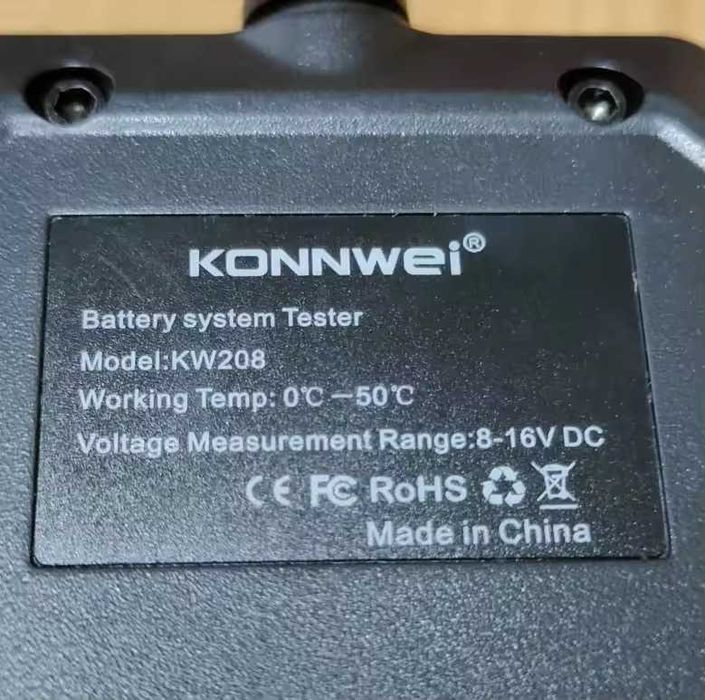 KONNWei®
Battery system Tester
Model:KW208
Working Temp: 0℃－50℃
Voltage Measurement Range:8-16V DC
CE FC RoHS
Made in China